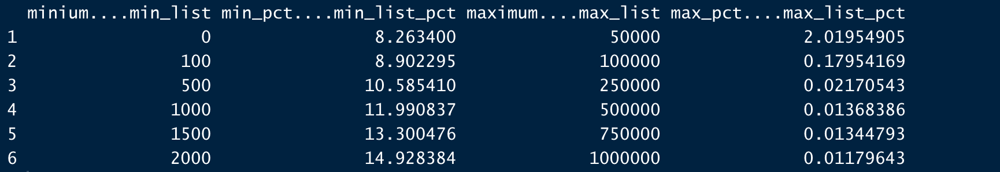 minium....min_list min_pct....min_list_pct maximum....max_list max_pct....max_list_pct
1 0 8.263400 50000 2.01954905
2 100 8.902295 100000 0.17954169
3 500 10.585410 250000 0.02170543
4 1000 11.990837 500000 0.01368386
5 1500 13.300476 750000 0.01344793
6 2000 14.928384 1000000 0.01179643